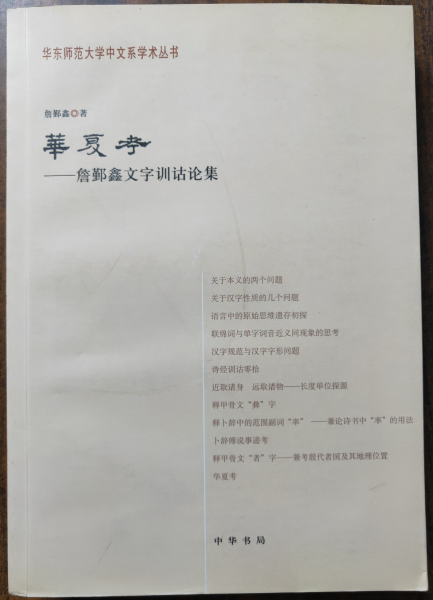 华东师范大学中文系学术丛书
詹鄞鑫◎著
華夏考
——詹鄞鑫文字训诂论集
关于本义的两个问题
关于汉字性质的几个问题
语言中的原始思维遗存初探
联绵词与单字词音近义同现象的思考
汉字规范与汉字字形问题
诗经训诂零拾
近取诸身 远取诸物——长度单位探源
释甲骨文“彝”字
释卜辞中的范围副词“率”——兼论诗书中“率”的用法
卜辞傅说事迹考
释甲骨文“者”字——兼考殷代者国及其地理位置
华夏考
中华书局